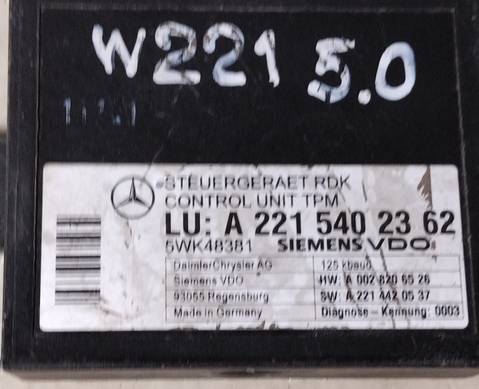 W221 5.0
STEUERGERAET RDK
CONTROL UNIT TPM
LU: A 221 540 23 62
5WK48381 SIEMENS VDO
DaimlerChrysler AG 125 kbaud
Siemens VDO HW: A 002 820 65 26
93055 Regensburg SW: A 221 442 05 37
Made in Germany Diagnose - Kennung: 0003